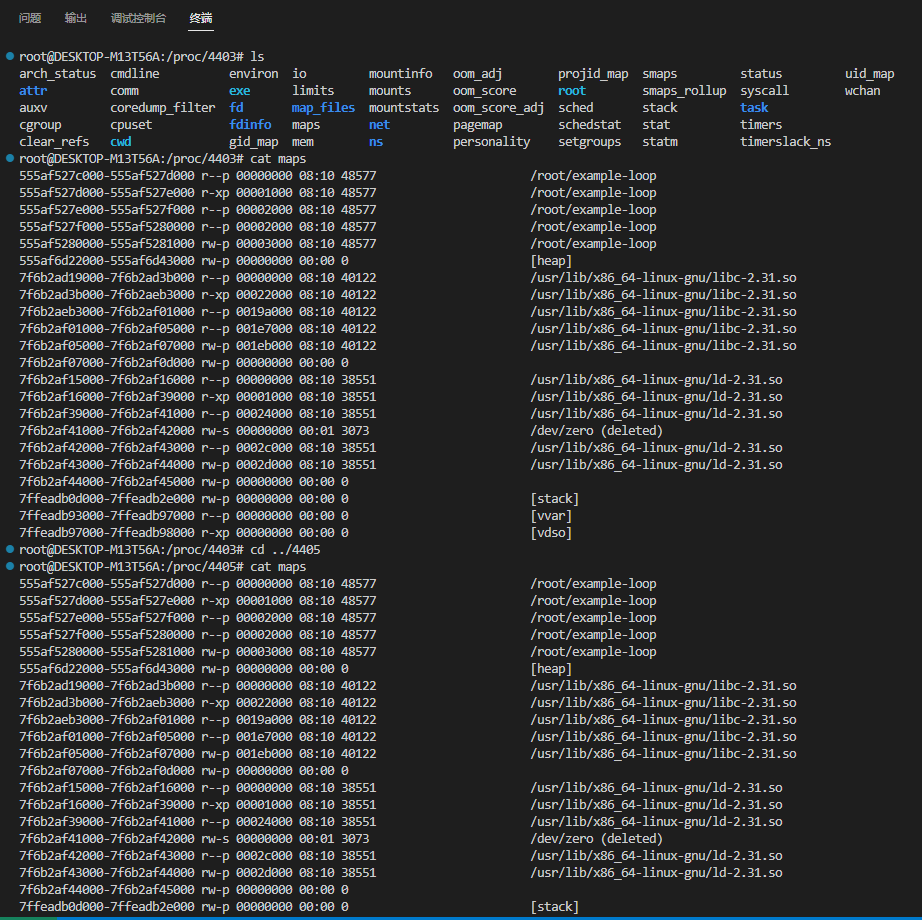 问题 输出 调试控制台 终端
root@DESKTOP-M13T56A:/proc/4403# ls
arch_status cmdline environ io mountinfo oom_adj projid_map smaps status uid_map
attr comm exe limits mounts oom_score root smaps_rollup syscall wchan
auxv coredump_filter fd map_files mountstats oom_score_adj sched stack task
cgroup cpuset fdinfo maps net pagemap schedstat stat timers
clear_refs cwd gid_map mem ns personality setgroups statm timerslack_ns
root@DESKTOP-M13T56A:/proc/4403# cat maps
555af527c000-555af527d000 r--p 00000000 08:10 48577 /root/example-loop
555af527d000-555af527e000 r-xp 00001000 08:10 48577 /root/example-loop
555af527e000-555af527f000 r--p 00002000 08:10 48577 /root/example-loop
555af527f000-555af5280000 r--p 00002000 08:10 48577 /root/example-loop
555af5280000-555af5281000 rw-p 00003000 08:10 48577 /root/example-loop
555af6d22000-555af6d43000 rw-p 00000000 00:00 0 [heap]
7f6b2ad19000-7f6b2ad3b000 r--p 00000000 08:10 40122 /usr/lib/x86_64-linux-gnu/libc-2.31.so
7f6b2ad3b000-7f6b2aeb3000 r-xp 00022000 08:10 40122 /usr/lib/x86_64-linux-gnu/libc-2.31.so
7f6b2aeb3000-7f6b2af01000 r--p 0019a000 08:10 40122 /usr/lib/x86_64-linux-gnu/libc-2.31.so
7f6b2af01000-7f6b2af05000 r--p 001e7000 08:10 40122 /usr/lib/x86_64-linux-gnu/libc-2.31.so
7f6b2af05000-7f6b2af07000 rw-p 001eb000 08:10 40122 /usr/lib/x86_64-linux-gnu/libc-2.31.so
7f6b2af07000-7f6b2af0d000 rw-p 00000000 00:00 0
7f6b2af15000-7f6b2af16000 r--p 00000000 08:10 38551 /usr/lib/x86_64-linux-gnu/ld-2.31.so
7f6b2af16000-7f6b2af39000 r-xp 00001000 08:10 38551 /usr/lib/x86_64-linux-gnu/ld-2.31.so
7f6b2af39000-7f6b2af41000 r--p 00024000 08:10 38551 /usr/lib/x86_64-linux-gnu/ld-2.31.so
7f6b2af41000-7f6b2af42000 rw-s 00000000 00:01 3073 /dev/zero (deleted)
7f6b2af42000-7f6b2af43000 r--p 0002c000 08:10 38551 /usr/lib/x86_64-linux-gnu/ld-2.31.so
7f6b2af43000-7f6b2af44000 rw-p 0002d000 08:10 38551 /usr/lib/x86_64-linux-gnu/ld-2.31.so
7f6b2af44000-7f6b2af45000 rw-p 00000000 00:00 0
7ffeadb0d000-7ffeadb2e000 rw-p 00000000 00:00 0 [stack]
7ffeadb93000-7ffeadb97000 r--p 00000000 00:00 0 [vvar]
7ffeadb97000-7ffeadb98000 r-xp 00000000 00:00 0 [vdso]
root@DESKTOP-M13T56A:/proc/4403# cd ../4405
root@DESKTOP-M13T56A:/proc/4405# cat maps
555af527c000-555af527d000 r--p 00000000 08:10 48577 /root/example-loop
555af527d000-555af527e000 r-xp 00001000 08:10 48577 /root/example-loop
555af527e000-555af527f000 r--p 00002000 08:10 48577 /root/example-loop
555af527f000-555af5280000 r--p 00002000 08:10 48577 /root/example-loop
555af5280000-555af5281000 rw-p 00003000 08:10 48577 /root/example-loop
555af6d22000-555af6d43000 rw-p 00000000 00:00 0 [heap]
7f6b2ad19000-7f6b2ad3b000 r--p 00000000 08:10 40122 /usr/lib/x86_64-linux-gnu/libc-2.31.so
7f6b2ad3b000-7f6b2aeb3000 r-xp 00022000 08:10 40122 /usr/lib/x86_64-linux-gnu/libc-2.31.so
7f6b2aeb3000-7f6b2af01000 r--p 0019a000 08:10 40122 /usr/lib/x86_64-linux-gnu/libc-2.31.so
7f6b2af01000-7f6b2af05000 r--p 001e7000 08:10 40122 /usr/lib/x86_64-linux-gnu/libc-2.31.so
7f6b2af05000-7f6b2af07000 rw-p 001eb000 08:10 40122 /usr/lib/x86_64-linux-gnu/libc-2.31.so
7f6b2af07000-7f6b2af0d000 rw-p 00000000 00:00 0
7f6b2af15000-7f6b2af16000 r--p 00000000 08:10 38551 /usr/lib/x86_64-linux-gnu/ld-2.31.so
7f6b2af16000-7f6b2af39000 r-xp 00001000 08:10 38551 /usr/lib/x86_64-linux-gnu/ld-2.31.so
7f6b2af39000-7f6b2af41000 r--p 00024000 08:10 38551 /usr/lib/x86_64-linux-gnu/ld-2.31.so
7f6b2af41000-7f6b2af42000 rw-s 00000000 00:01 3073 /dev/zero (deleted)
7f6b2af42000-7f6b2af43000 r--p 0002c000 08:10 38551 /usr/lib/x86_64-linux-gnu/ld-2.31.so
7f6b2af43000-7f6b2af44000 rw-p 0002d000 08:10 38551 /usr/lib/x86_64-linux-gnu/ld-2.31.so
7f6b2af44000-7f6b2af45000 rw-p 00000000 00:00 0
7ffeadb0d000-7ffeadb2e000 rw-p 00000000 00:00 0 [stack]